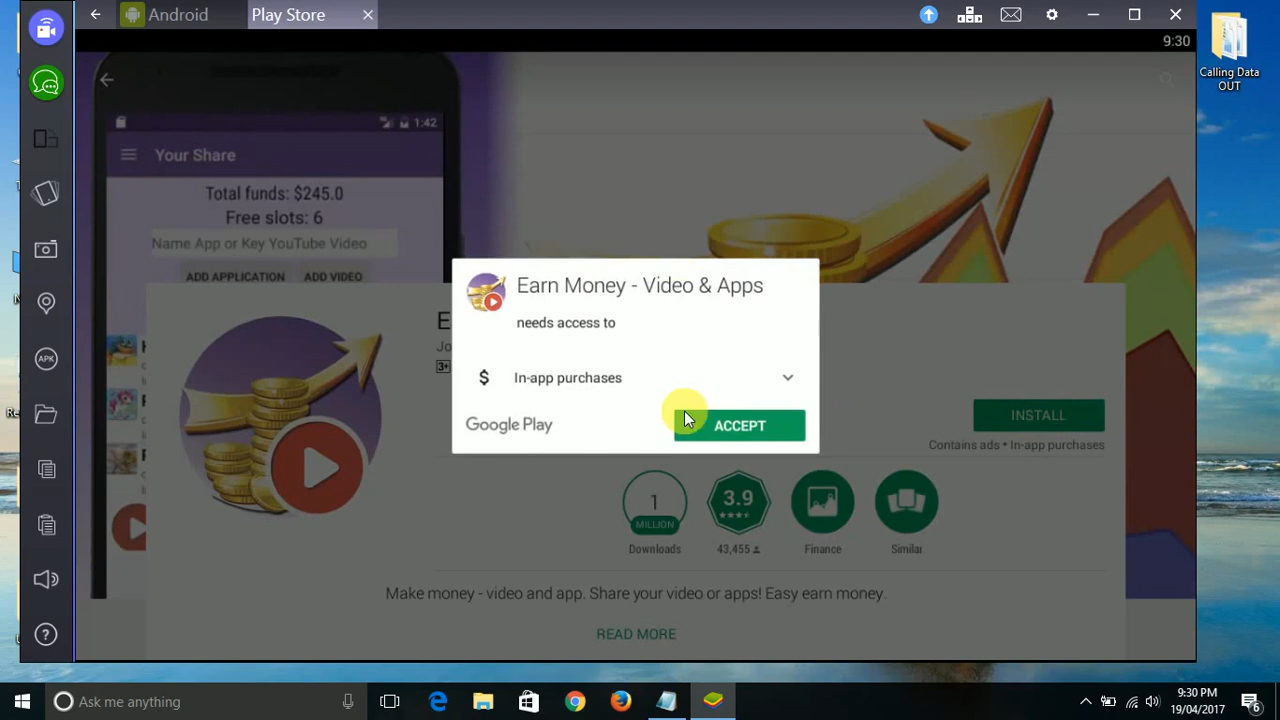 Android
Play Store
9:30
Calling Data
OUT
1:42
Your Share
Total funds: $245.0
Free slots: 6
Name App or Key YouTube Video
ADD APPLICATION
ADD VIDEO
Earn Money - Video & Apps
needs access to
$ In-app purchases
Google Play
ACCEPT
E
Jo
3+
INSTALL
Contains ads • In-app purchases
APK
1
MILLION
3.9
Downloads
43,455
Finance
Similar
Make money - video and app. Share your video or apps! Easy earn money.
READ MORE
Ask me anything
9:30 PM
19/04/2017
6